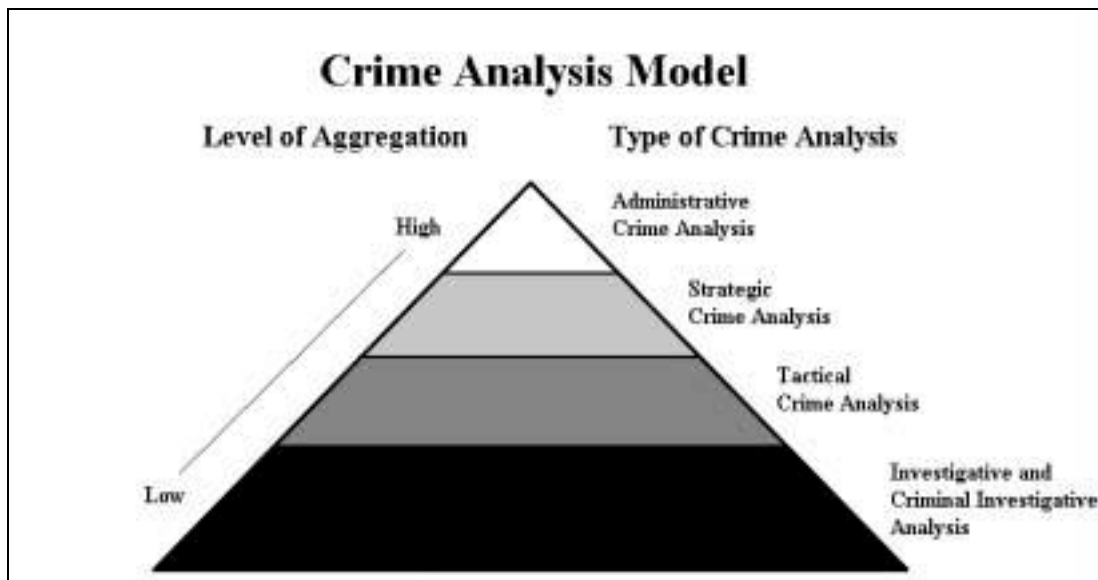 Crime Analysis Model
Level of Aggregation
Type of Crime Analysis
High
Low
Administrative
Crime Analysis
Strategic
Crime Analysis
Tactical
Crime Analysis
Investigative and
Criminal Investigative
Analysis